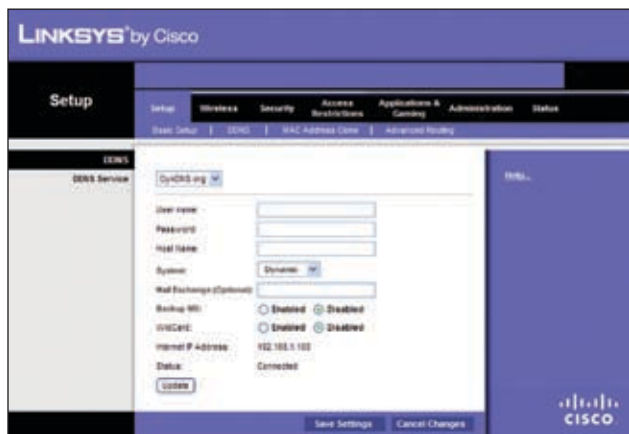 LINKSYS® by Cisco
Setup
Setup Wireless Security Access Restrictions Applications & Gaming Administration Status
Basic Setup | DDNS | MAC Address Clone | Advanced Routing
DDNS
DDNS Service
DynDNS.org
User name:
Password:
Host Name:
System: Dynamic
Mail Exchange (Optional):
Backup MX: Enabled Disabled
WildCard: Enabled Disabled
Internet IP Address: 192.168.1.103
Status: Connected
Update
Help...
Save Settings Cancel Changes
CISCO